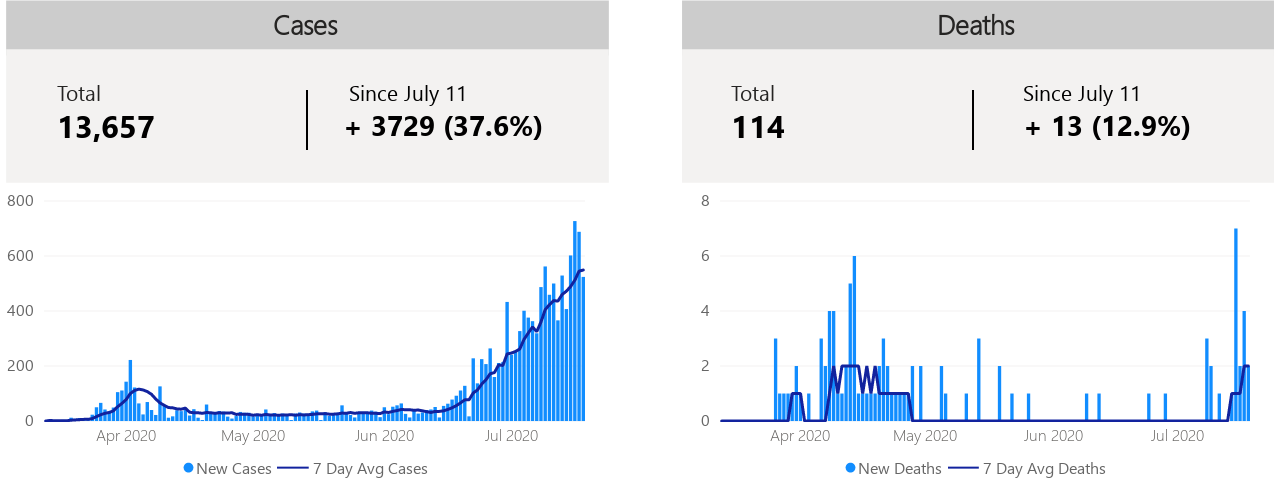 Cases
Total
Since July 11
13,657
+ 3729 (37.6%)
800
600
400
200
0
Apr 2020 May 2020 Jun 2020 Jul 2020
New Cases 7 Day Avg Cases
Deaths
Total
Since July 11
114
+ 13 (12.9%)
8
6
4
2
0
Apr 2020 May 2020 Jun 2020 Jul 2020
New Deaths 7 Day Avg Deaths